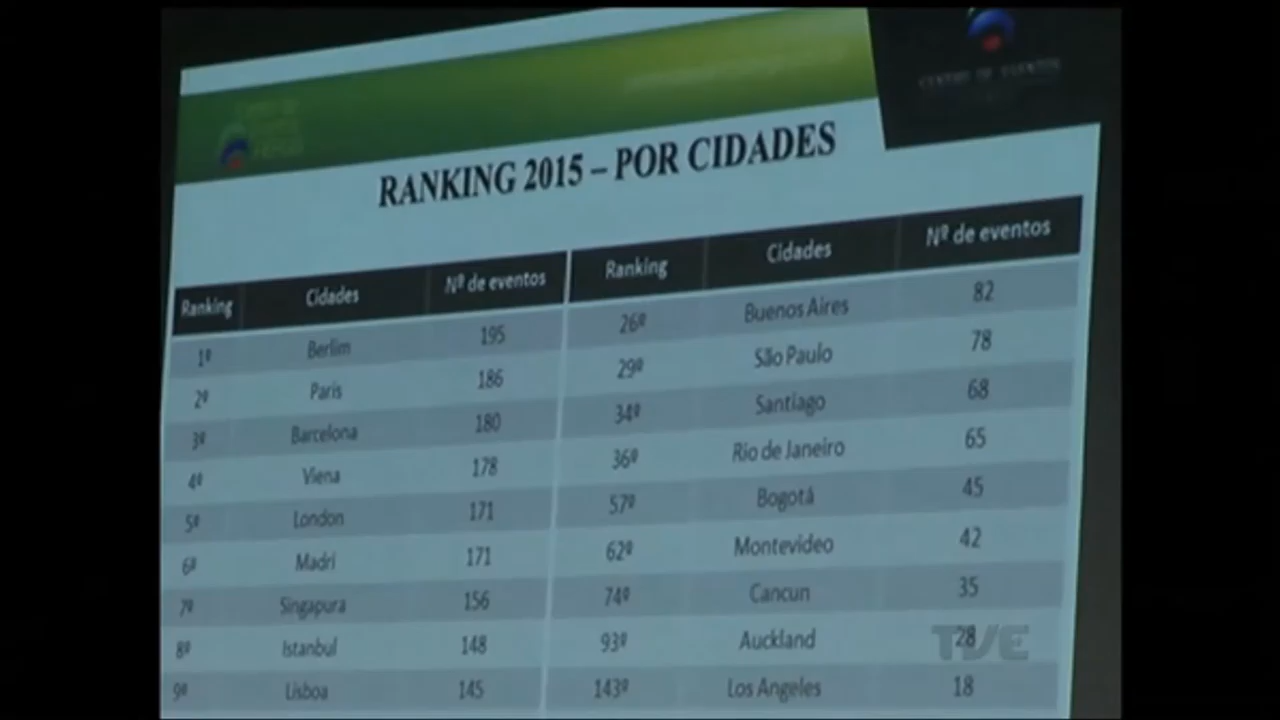 CENTRO DE EVENTOS
RANKING 2015 – POR CIDADES
Ranking Cidades Nº de eventos Ranking Cidades Nº de eventos
1º Berlim 195 26º Buenos Aires 82
2º Paris 186 29º São Paulo 78
3º Barcelona 180 34º Santiago 68
4º Viena 178 36º Rio de Janeiro 65
5º London 171 57º Bogotá 45
6º Madri 171 62º Montevideo 42
7º Singapura 156 74º Cancun 35
8º Istanbul 148 93º Auckland 28
9º Lisboa 145 143º Los Angeles 18
TVE